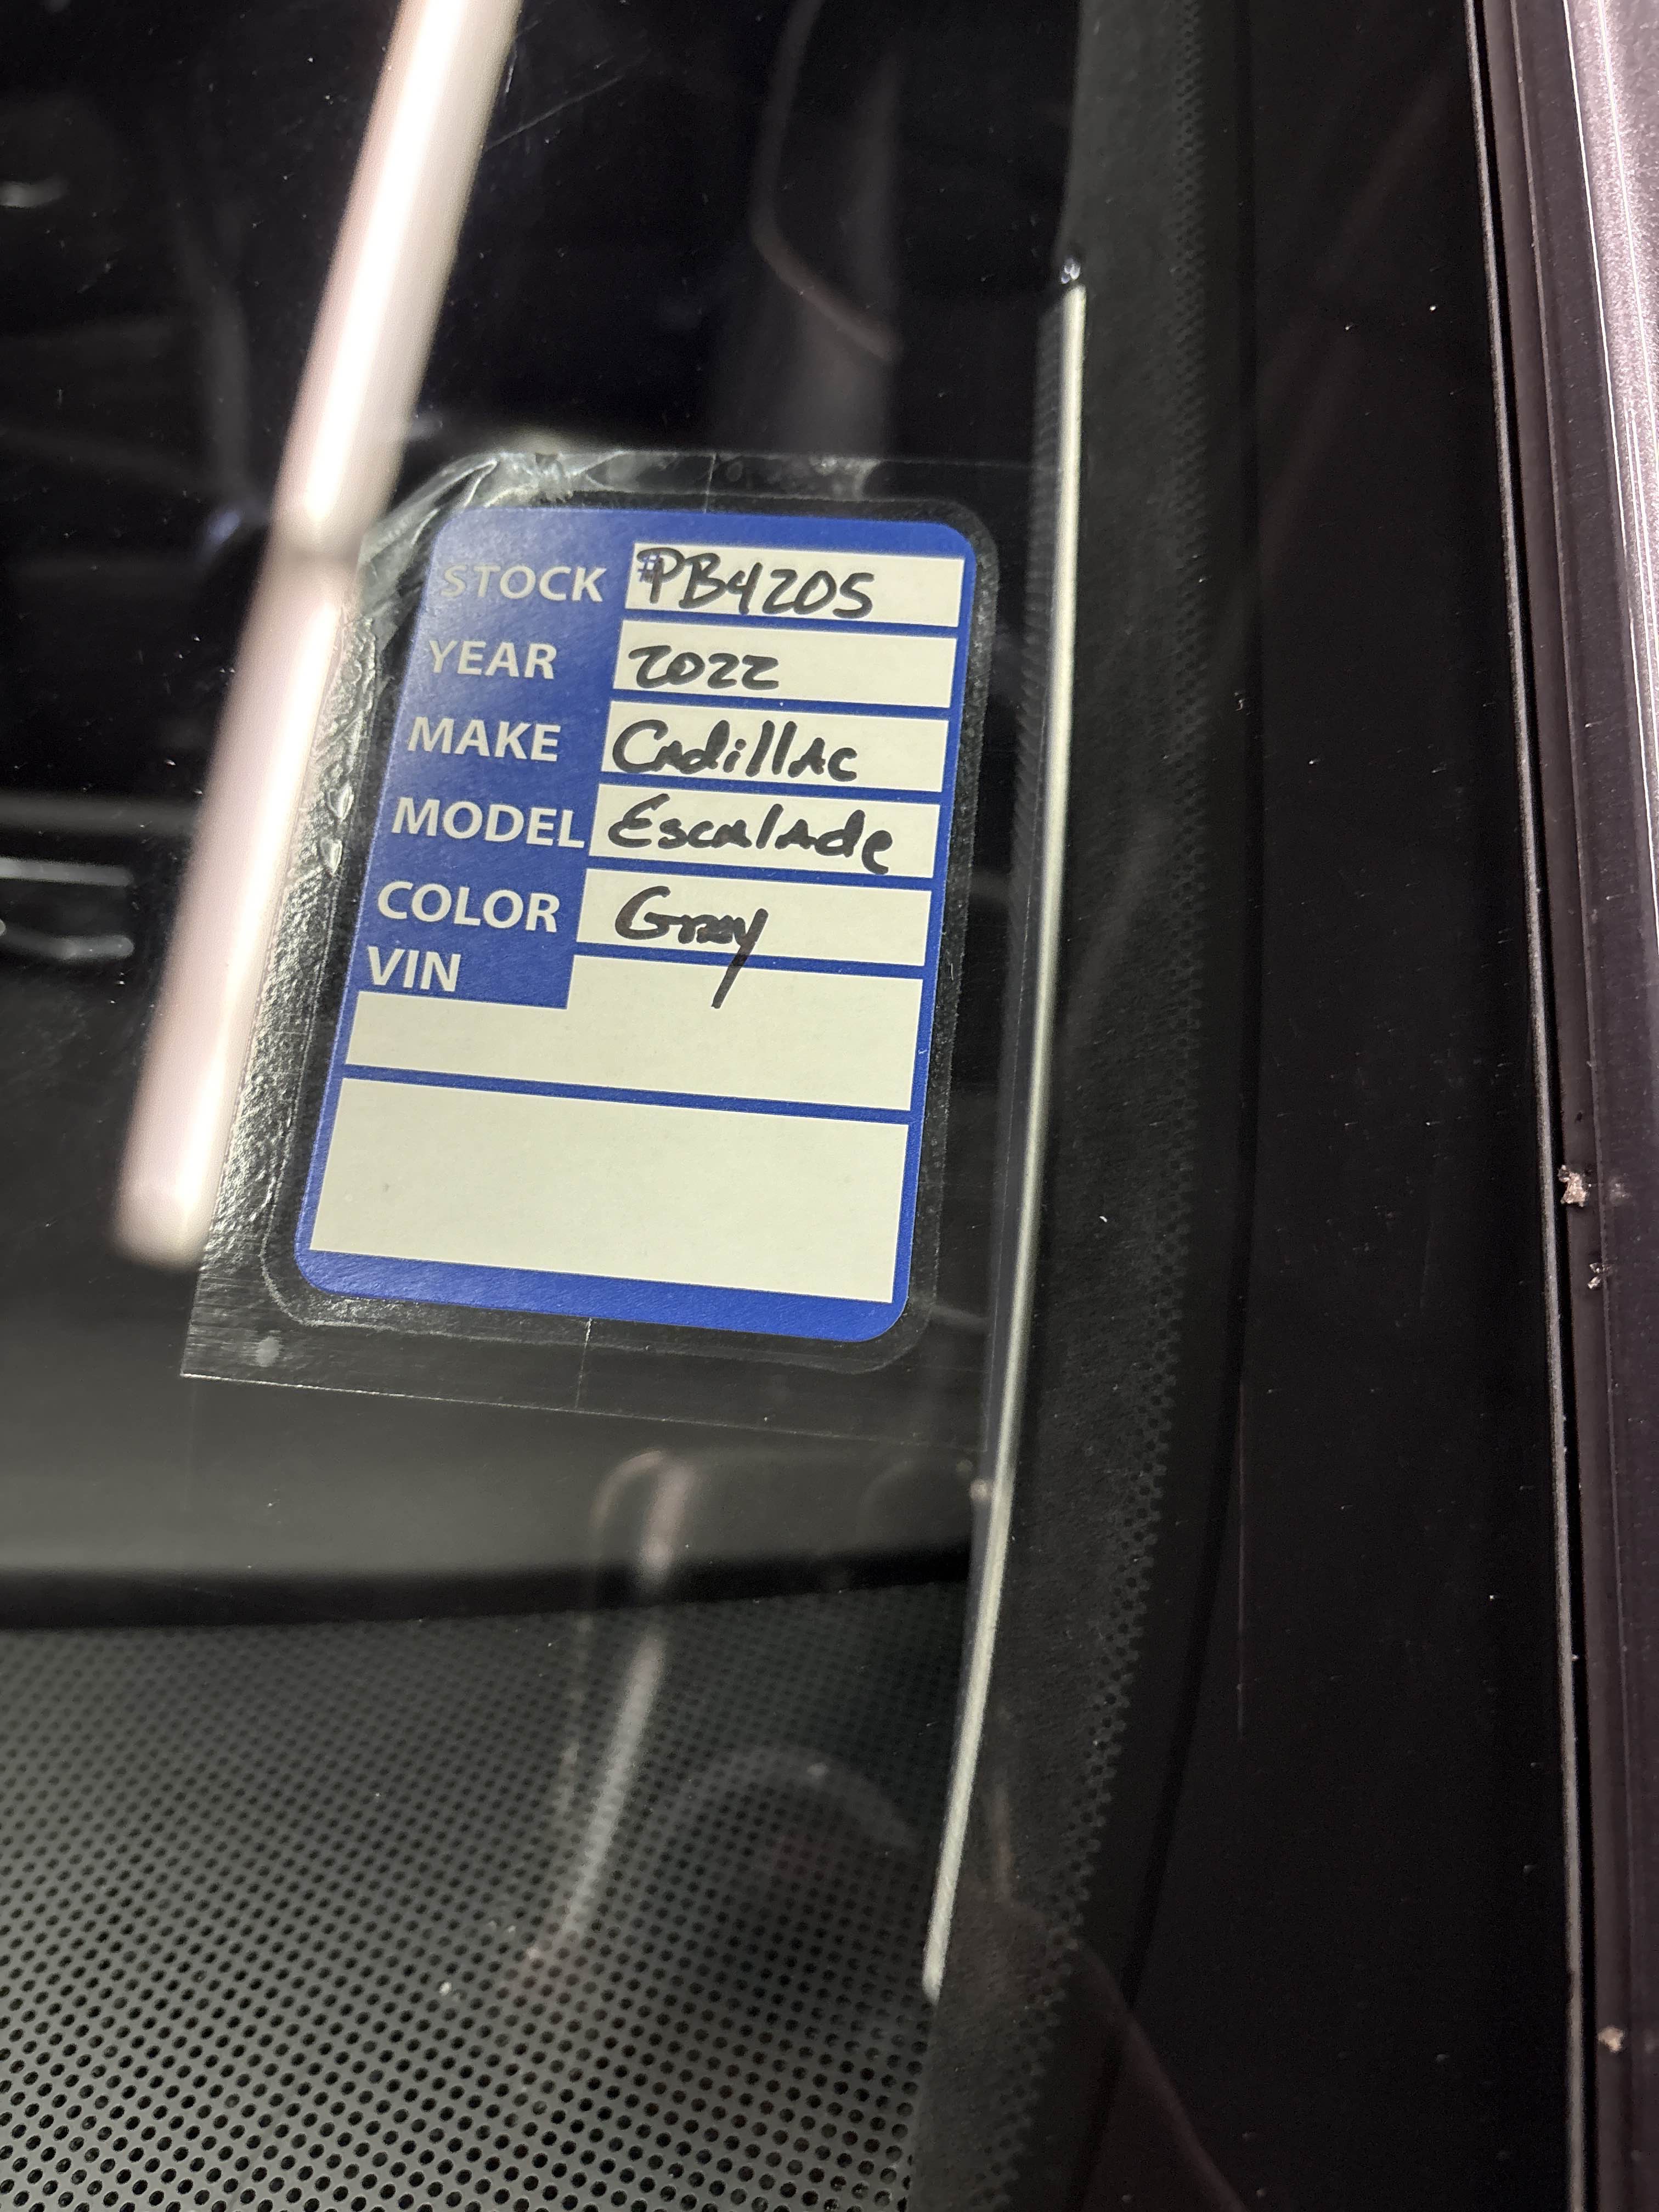 STOCK #PB4205
YEAR 2022
MAKE Cadillac
MODEL Escalade
COLOR Gray
VIN